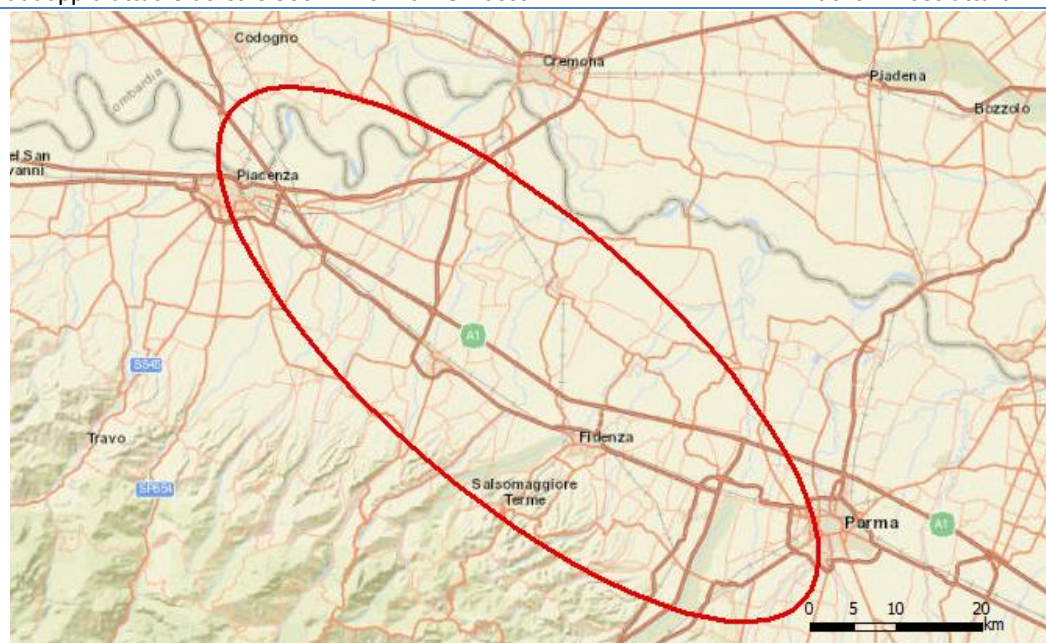 Codogno
Cremona
Piadena
Lombardia
Bozzolo
el San
vanni
Piacenza
A1
S545
Travo
Fidenza
Salsomaggiore
Terme
Parma
A1
0 5 10 20
km